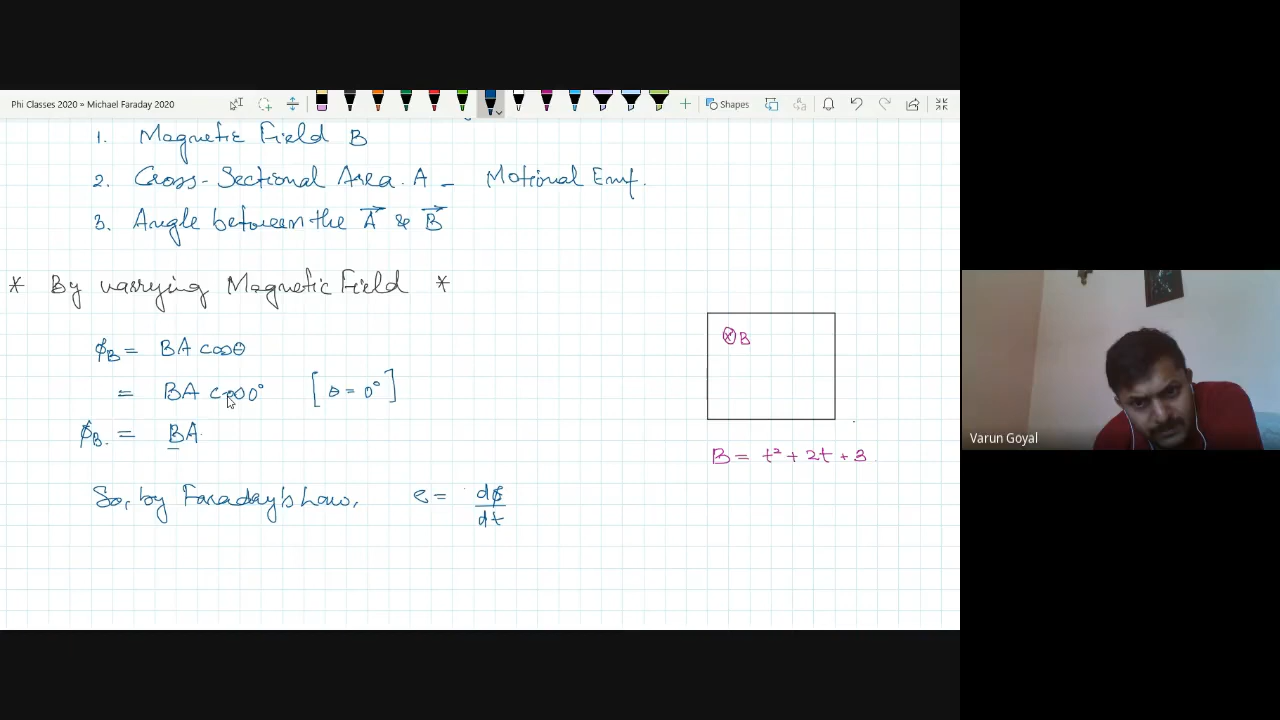 Phi Classes 2020 » Michael Faraday 2020
Shapes
1. Magnetic Field B
2. Cross-Sectional Area. A - Motional Emf.
3. Angle between the A⃗ & B⃗
* By varrying Magnetic Field *
ϕB = BA cosθ
= BA cos0° [θ = 0°]
ϕB. = BA.
So, by Faraday's Law, e = dϕ/dt
⊗B
B = t² + 2t + 3
Varun Goyal